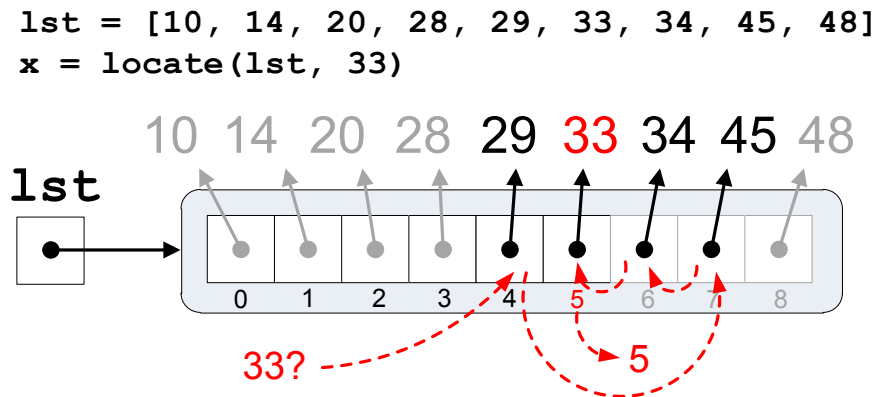 lst = [10, 14, 20, 28, 29, 33, 34, 45, 48]
x = locate(lst, 33)
10 14 20 28 29 33 34 45 48
lst
0 1 2 3 4 5 6 7 8
33? 5